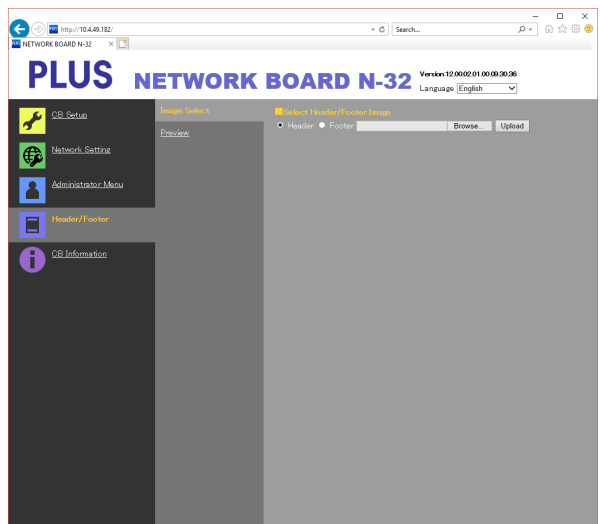 http://10.4.49.182/
Search...
NETWORK BOARD N-32
PLUS NETWORK BOARD N-32
Version:12.00.02.01.00.09.30.36
Language English
CB Setup
Network Setting
Administrator Menu
Header/Footer
CB Information
Image Select
Preview
Select Header/Footer Image
Header Footer Browse... Upload